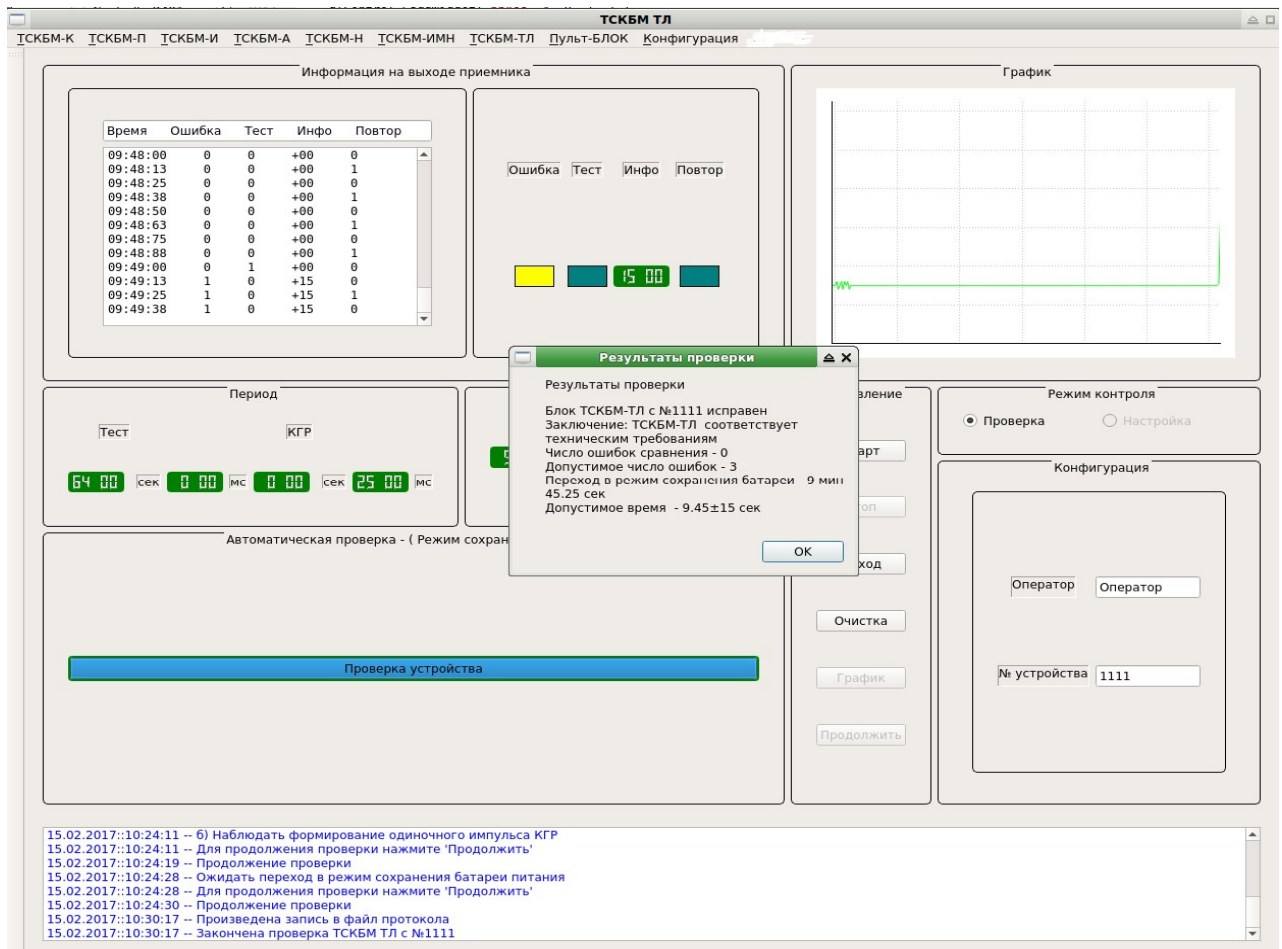 ТСКБМ ТЛ
ТСКБМ-К ТСКБМ-П ТСКБМ-И ТСКБМ-А ТСКБМ-Н ТСКБМ-ИМН ТСКБМ-ТЛ Пульт-БЛОК Конфигурация
Информация на выходе приемника
Время Ошибка Тест Инфо Повтор
09:48:00 0 0 +00 0
09:48:13 0 0 +00 1
09:48:25 0 0 +00 0
09:48:38 0 0 +00 1
09:48:50 0 0 +00 0
09:48:63 0 0 +00 1
09:48:75 0 0 +00 0
09:48:88 0 0 +00 1
09:49:00 0 1 +00 0
09:49:13 1 0 +15 0
09:49:25 1 0 +15 1
09:49:38 1 0 +15 0
Ошибка Тест Инфо Повтор
15 00
График
Период
Тест КГР
64 00 сек 0 00 мс 0 00 сек 25 00 мс
Результаты проверки
Результаты проверки
Блок ТСКБМ-ТЛ с №1111 исправен
Заключение: ТСКБМ-ТЛ соответствует
техническим требованиям
Число ошибок сравнения - 0
Допустимое число ошибок - 3
Переход в режим сохранения батареи 9 мин
45.25 сек
Допустимое время - 9.45±15 сек
OK
вление
арт
оп
ход
Очистка
График
Продолжить
Режим контроля
Проверка Настройка
Конфигурация
Оператор Оператор
№ устройства 1111
Автоматическая проверка - ( Режим сохран
Проверка устройства
15.02.2017::10:24:11 -- б) Наблюдать формирование одиночного импульса КГР
15.02.2017::10:24:11 -- Для продолжения проверки нажмите 'Продолжить'
15.02.2017::10:24:19 -- Продолжение проверки
15.02.2017::10:24:28 -- Ожидать переход в режим сохранения батареи питания
15.02.2017::10:24:28 -- Для продолжения проверки нажмите 'Продолжить'
15.02.2017::10:24:30 -- Продолжение проверки
15.02.2017::10:30:17 -- Произведена запись в файл протокола
15.02.2017::10:30:17 -- Закончена проверка ТСКБМ ТЛ с №1111